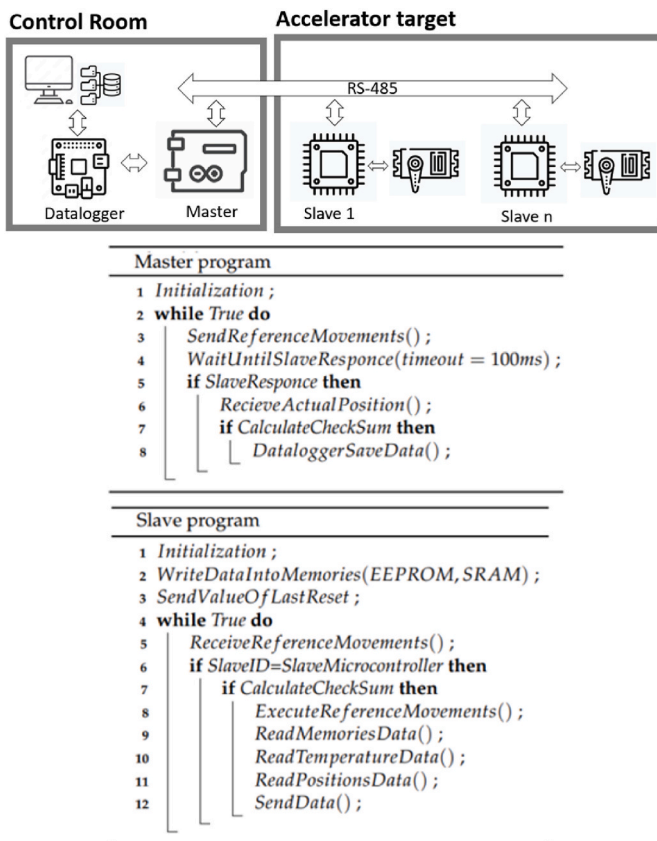 Control Room
Accelerator target
RS-485
Datalogger
Master
Slave 1
Slave n
Master program
1 Initialization ;
2 while True do
3 SendReferenceMovements() ;
4 WaitUntilSlaveResponce(timeout = 100ms) ;
5 if SlaveResponce then
6 RecieveActualPosition() ;
7 if CalculateCheckSum then
8 DataloggerSaveData() ;
Slave program
1 Initialization ;
2 WriteDataIntoMemories(EEPROM, SRAM) ;
3 SendValueOfLastReset ;
4 while True do
5 ReceiveReferenceMovements() ;
6 if SlaveID=SlaveMicrocontroller then
7 if CalculateCheckSum then
8 ExecuteReferenceMovements() ;
9 ReadMemoriesData() ;
10 ReadTemperatureData() ;
11 ReadPositionsData() ;
12 SendData() ;